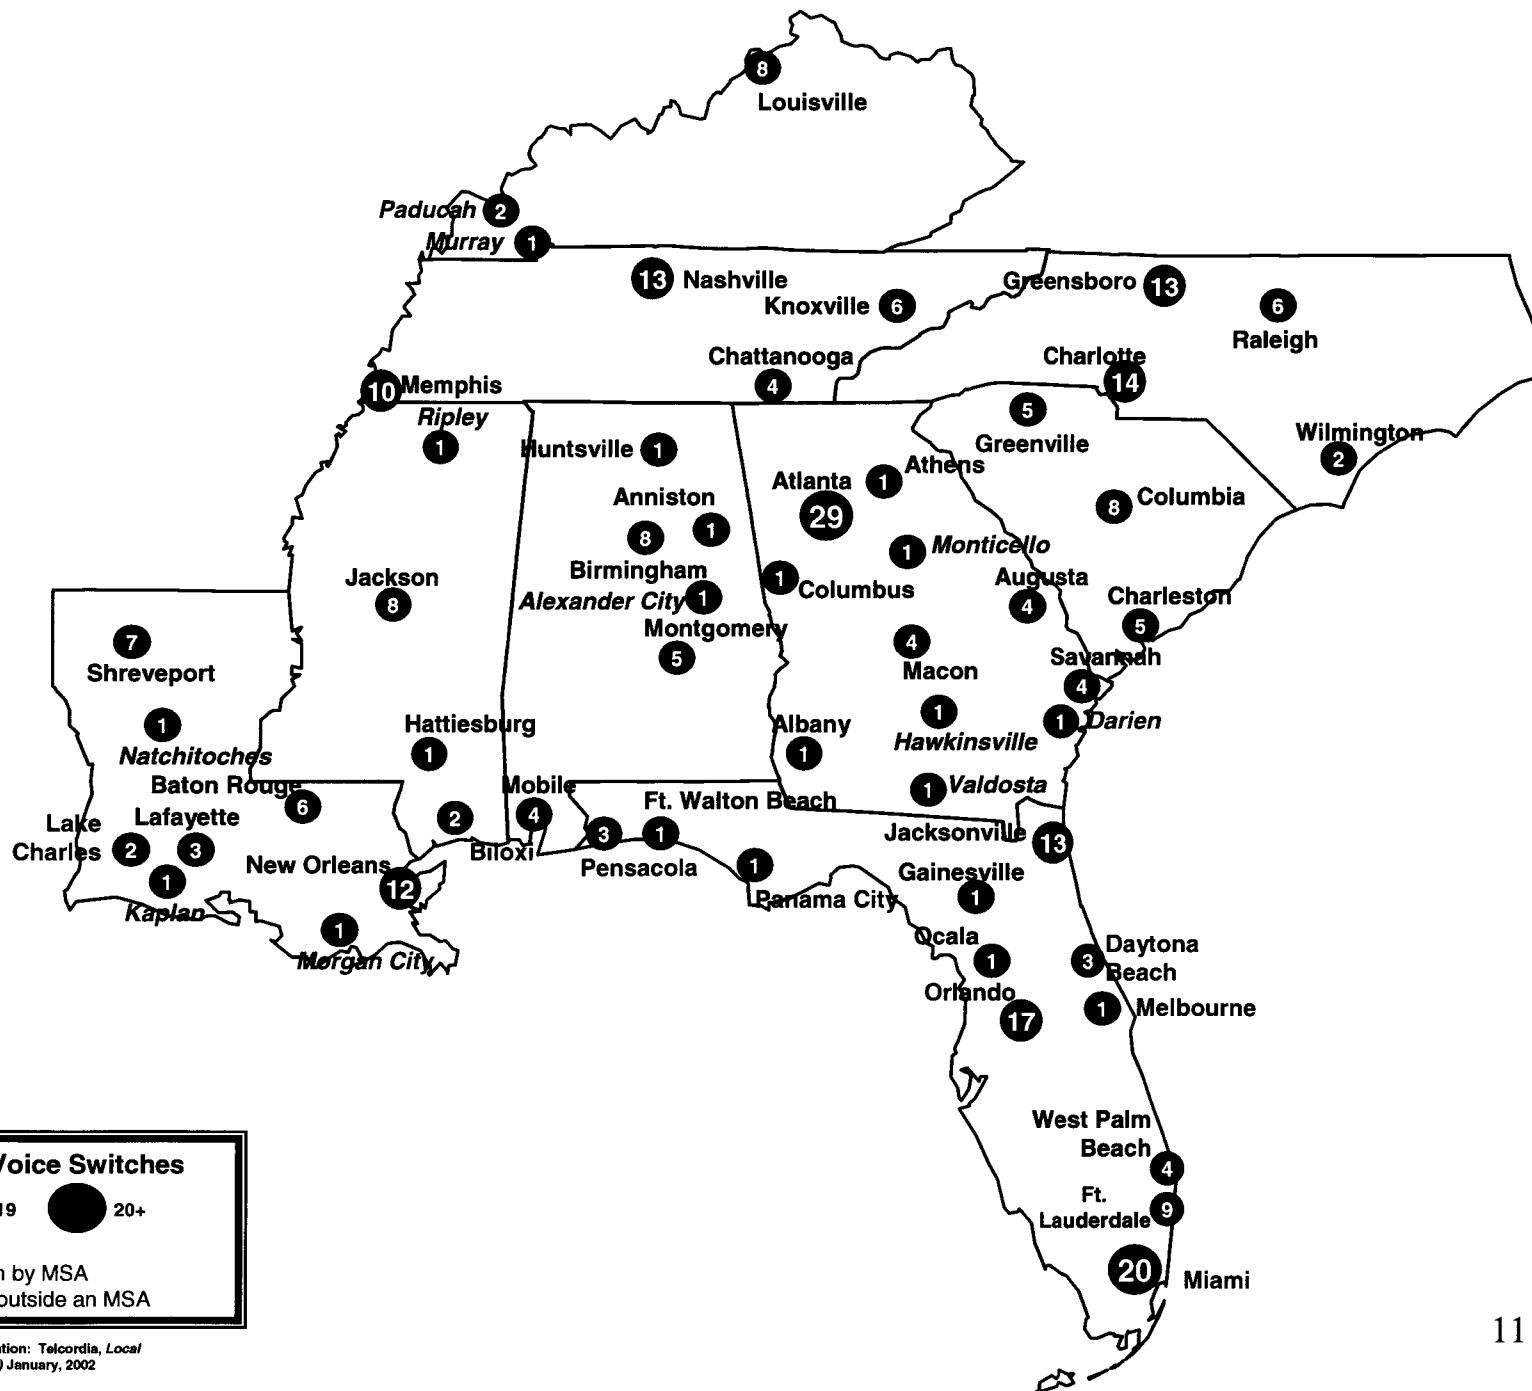 8
Louisville
Paducah 2
Murray 1
13 Nashville
Knoxville 6
Greensboro 13
6
Raleigh
Chattanooga
4
Charlotte
14
10 Memphis
Ripley
1
5
Greenville
Wilmington
2
Huntsville 1
Atlanta
29
Athens
1
Columbia
8
Anniston
1
8
Birmingham
1 Monticello
Jackson
8
Alexander City 1
1
Columbus
Augusta
4
Charleston
5
Montgomery
5
7
Shreveport
4
Macon
Savannah
4
1
Natchitoches
Hattiesburg
1
1
Hawkinsville
1 Darien
Albany
1
Baton Rouge
6
Mobile
4
Ft. Walton Beach
1
1 Valdosta
Lake
Charles 2
Lafayette
3
2
Biloxi
3
Pensacola
Jacksonville
13
New Orleans
12
1
Kaplan
1
Panama City
Gainesville
1
1
Morgan City
Ocala
1
3 Daytona
Beach
Orlando
17
1 Melbourne
West Palm
Beach
4
Ft.
Lauderdale 9
20 Miami
Voice Switches
19 20+
by MSA
outside an MSA
Telcordia, Local
January, 2002
11